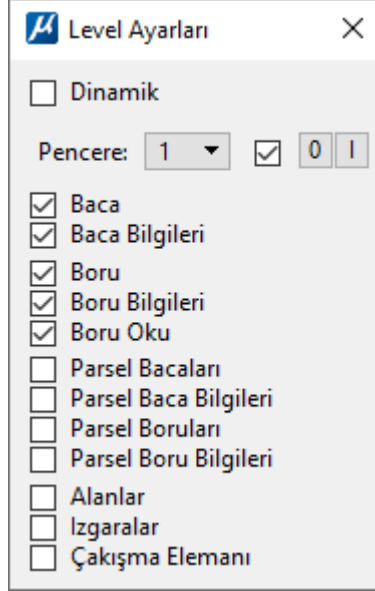 Level Ayarları
Dinamik
Pencere: 1 0 I
Baca
Baca Bilgileri
Boru
Boru Bilgileri
Boru Oku
Parsel Bacaları
Parsel Baca Bilgileri
Parsel Boruları
Parsel Boru Bilgileri
Alanlar
Izgaralar
Çakışma Elemanı